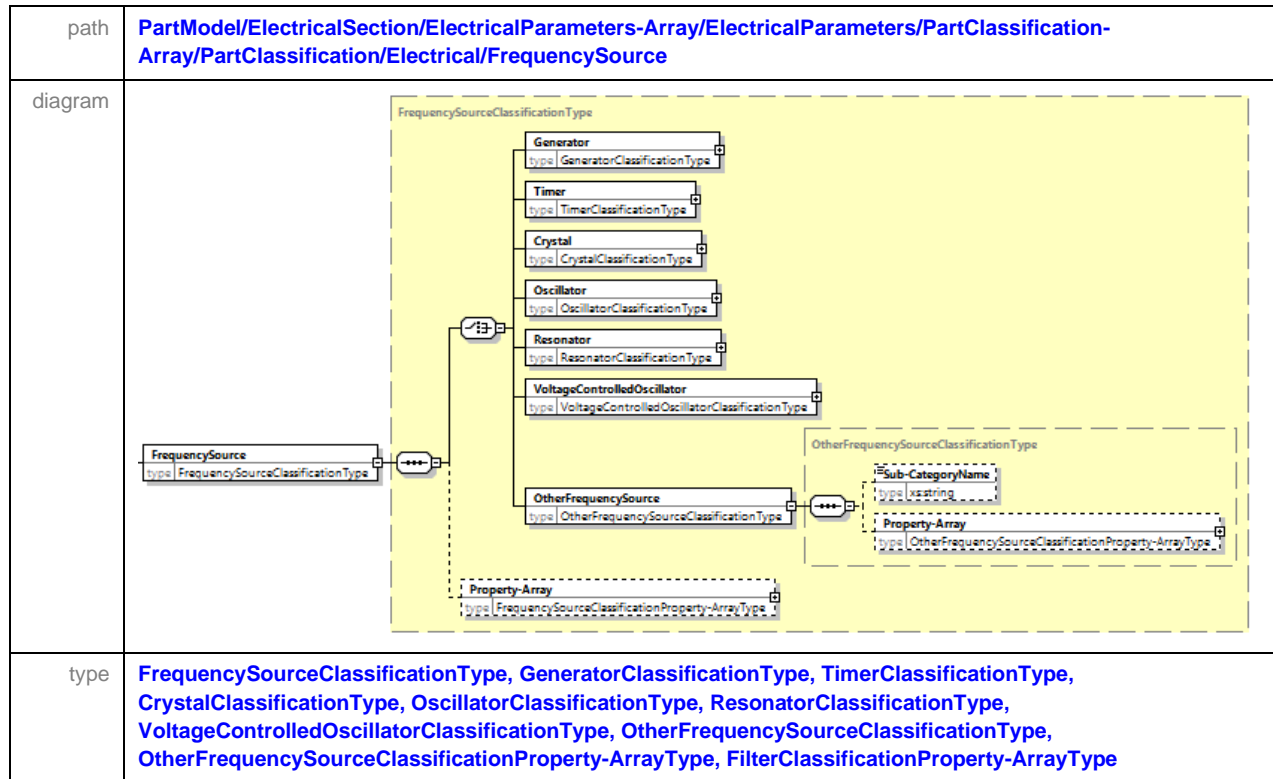 path
PartModel/ElectricalSection/ElectricalParameters-Array/ElectricalParameters/PartClassification-
Array/PartClassification/Electrical/FrequencySource
diagram
FrequencySourceClassificationType
Generator
type GeneratorClassificationType
Timer
type TimerClassificationType
Crystal
type CrystalClassificationType
Oscillator
type OscillatorClassificationType
Resonator
type ResonatorClassificationType
VoltageControlledOscillator
type VoltageControlledOscillatorClassificationType
OtherFrequencySourceClassificationType
FrequencySource
type FrequencySourceClassificationType
Sub-CategoryName
type xs:string
OtherFrequencySource
type OtherFrequencySourceClassificationType
Property-Array
type OtherFrequencySourceClassificationProperty-ArrayType
Property-Array
type FrequencySourceClassificationProperty-ArrayType
type
FrequencySourceClassificationType, GeneratorClassificationType, TimerClassificationType,
CrystalClassificationType, OscillatorClassificationType, ResonatorClassificationType,
VoltageControlledOscillatorClassificationType, OtherFrequencySourceClassificationType,
OtherFrequencySourceClassificationProperty-ArrayType, FilterClassificationProperty-ArrayType